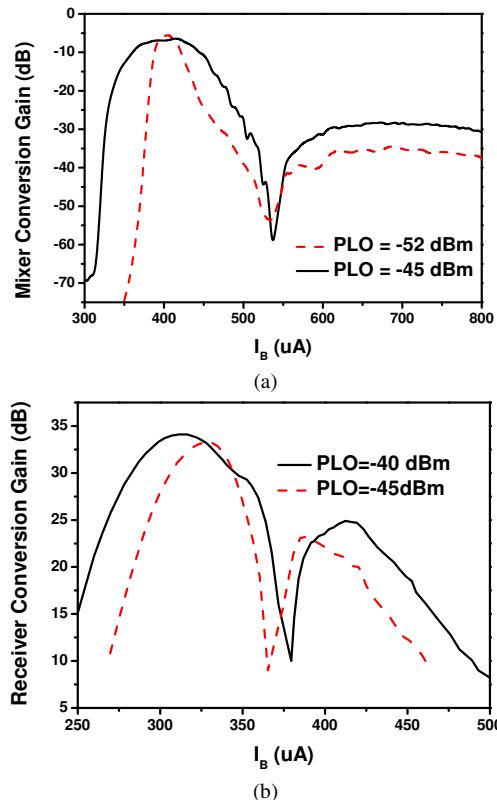 0
-10
-20
-30
-40
-50
-60
-70
Mixer Conversion Gain (dB)
PLO = -52 dBm
PLO = -45 dBm
300 400 500 600 700 800
I_B (uA)
(a)
35
30
25
20
15
10
5
Receiver Conversion Gain (dB)
PLO=-40 dBm
PLO=-45dBm
250 300 350 400 450 500
I_B (uA)
(b)